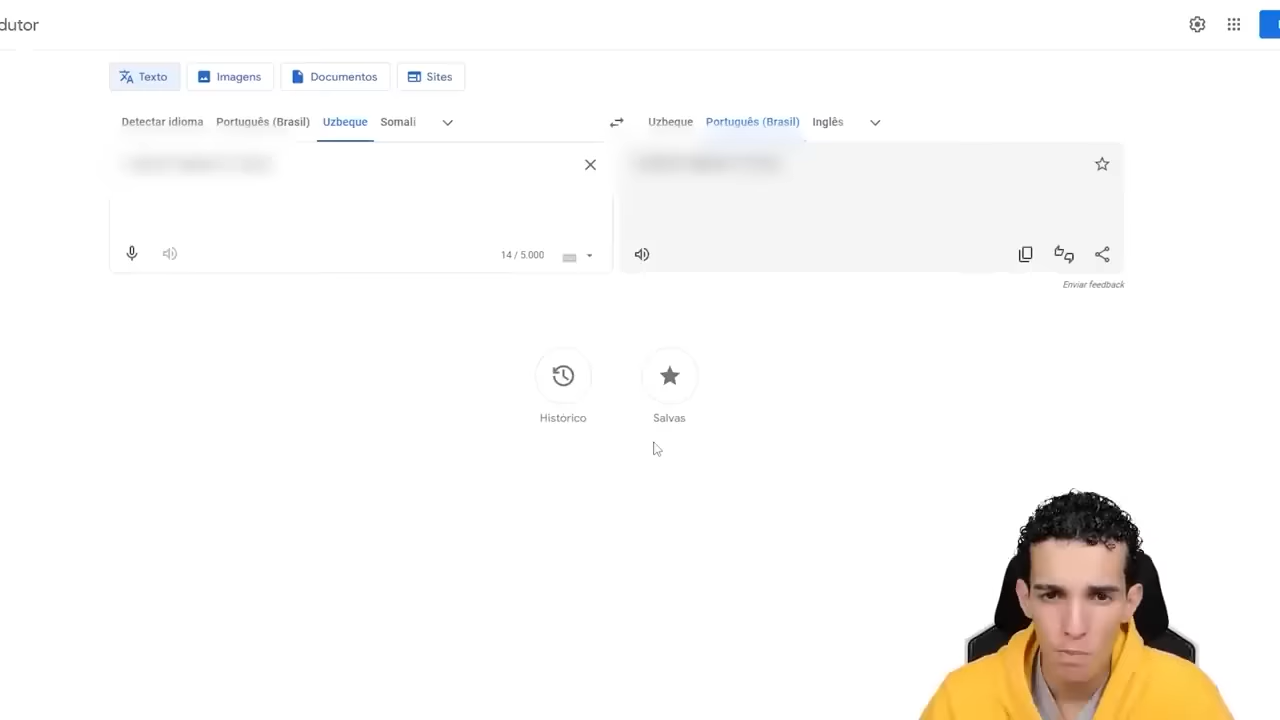 dutor
Texto Imagens Documentos Sites
Detectar idioma Português (Brasil) Uzbeque Somali Uzbeque Português (Brasil) Inglês
14 / 5.000
Enviar feedback
Histórico Salvas